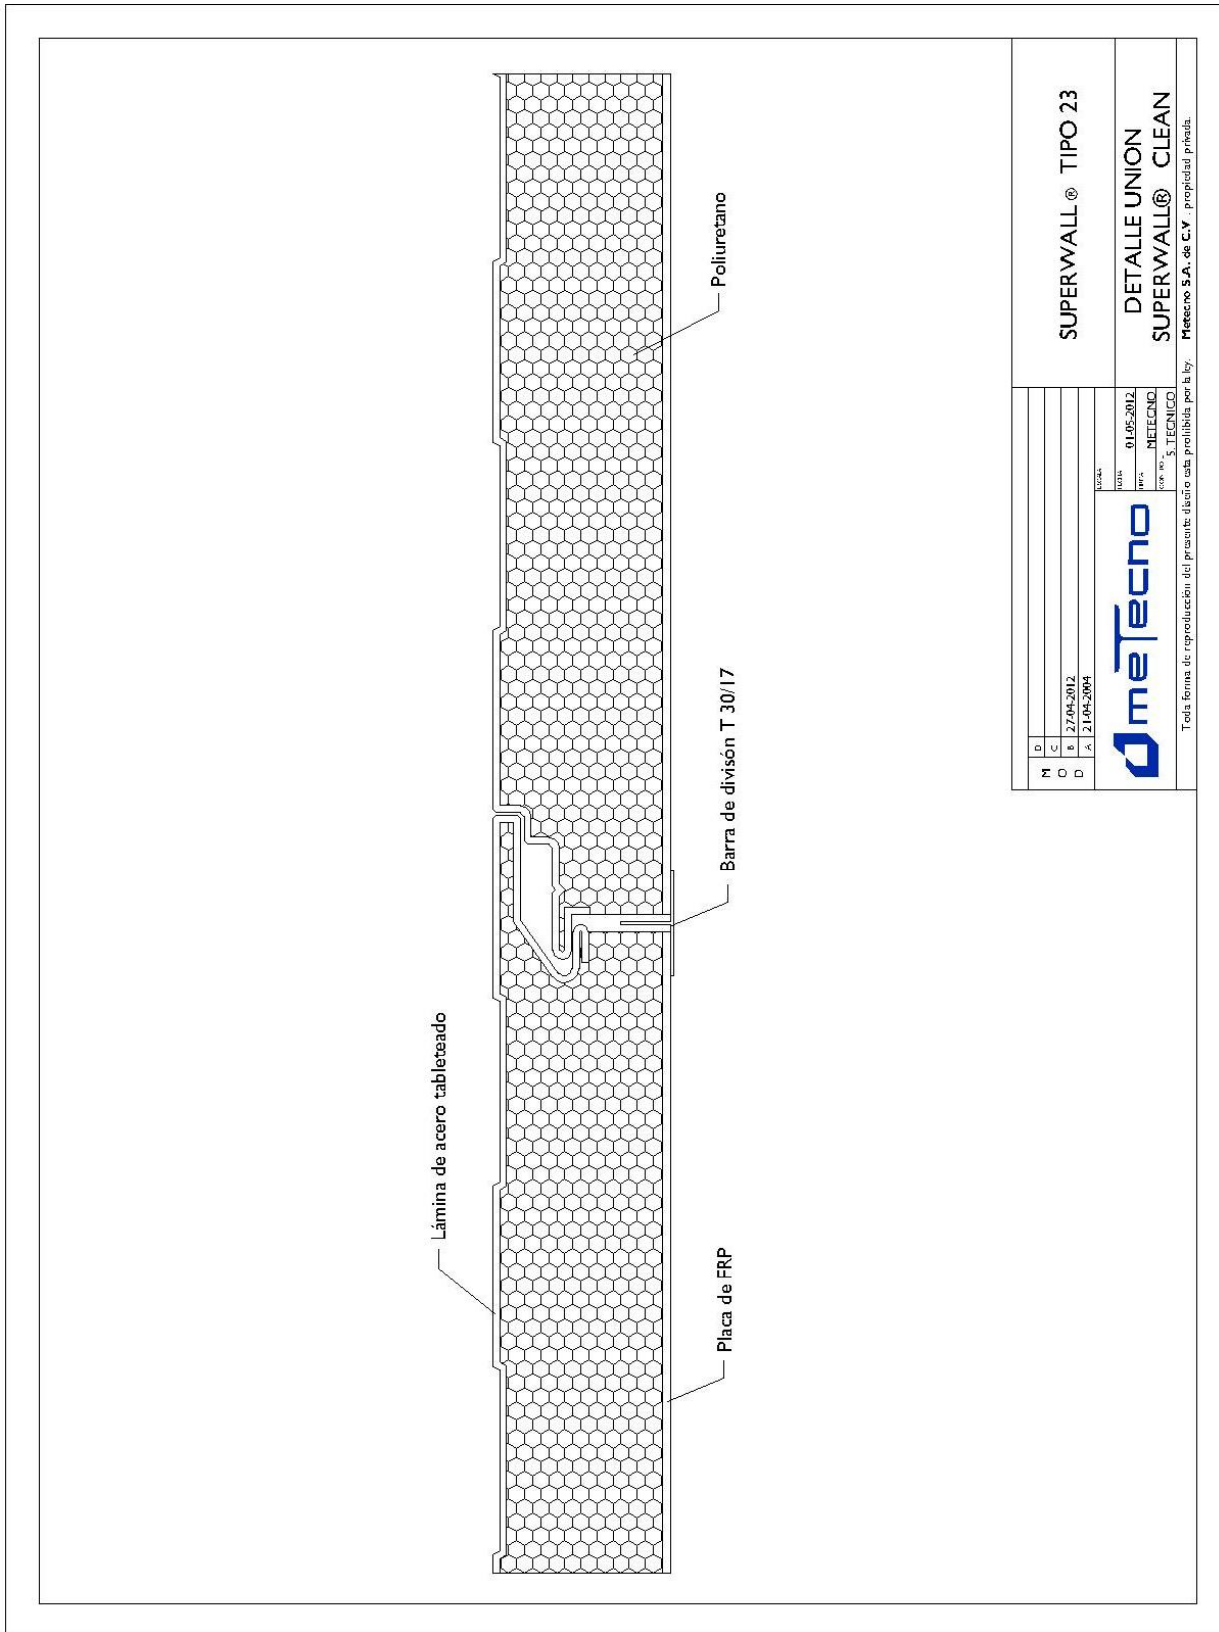 Lámina de acero tableteado
Placa de FRP
Barra de divisón T 30/17
Poliuretano
M
O
D
D
C
B 27-04-2012
A 21-04-2004
SUPERWALL ® TIPO 23
meTecno
01-05-2012
METECNO
S. TECNICO
DETALLE UNION
SUPERWALL® CLEAN
Toda forma de reproducción del presente diseño esta prohibida por la ley. Metecno S.A. de C.V. propiedad privada.